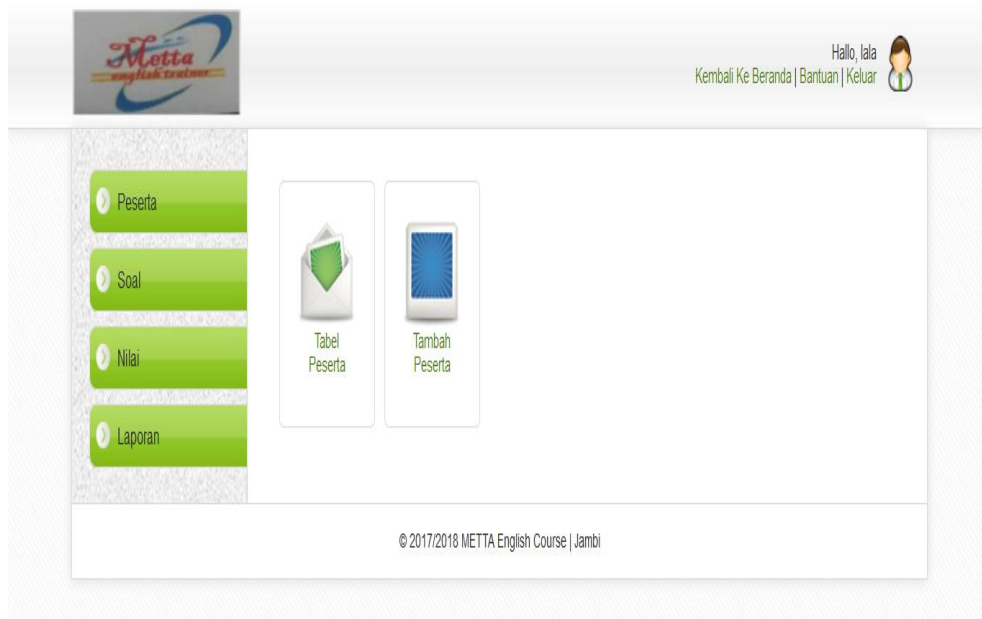 Metta
english trainer
Hallo, lala
Kembali Ke Beranda | Bantuan | Keluar
Peserta
Soal
Nilai
Laporan
Tabel
Peserta
Tambah
Peserta
© 2017/2018 METTA English Course | Jambi